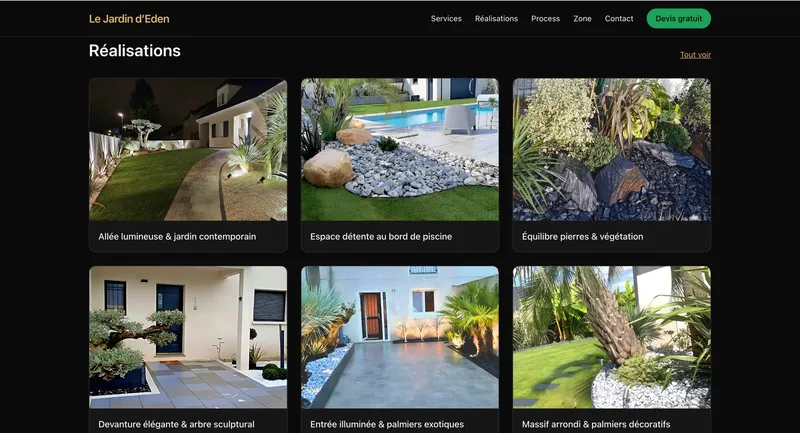 Le Jardin d’Eden
Services
Réalisations
Process
Zone
Contact
Devis gratuit
Réalisations
Tout voir
Allée lumineuse & jardin contemporain
Espace détente au bord de piscine
Équilibre pierres & végétation
Devanture élégante & arbre sculptural
Entrée illuminée & palmiers exotiques
Massif arrondi & palmiers décoratifs